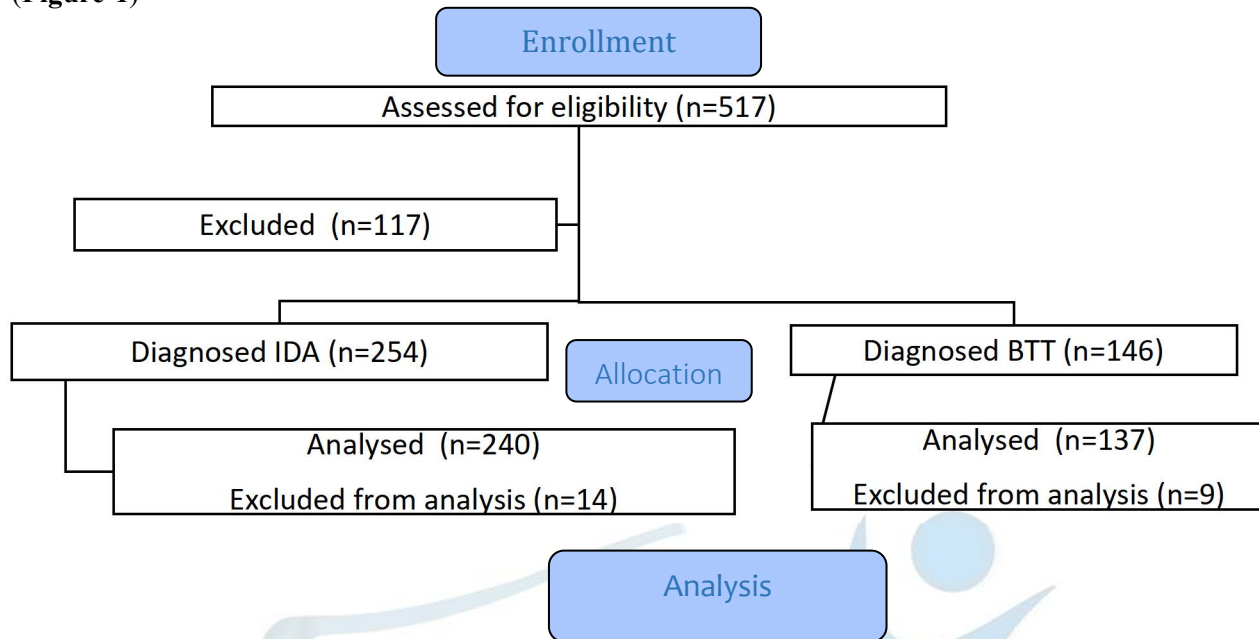 (Figure 1)
Enrollment
Assessed for eligibility (n=517)
Excluded (n=117)
Diagnosed IDA (n=254)
Allocation
Diagnosed BTT (n=146)
Analysed (n=240)
Excluded from analysis (n=14)
Analysed (n=137)
Excluded from analysis (n=9)
Analysis